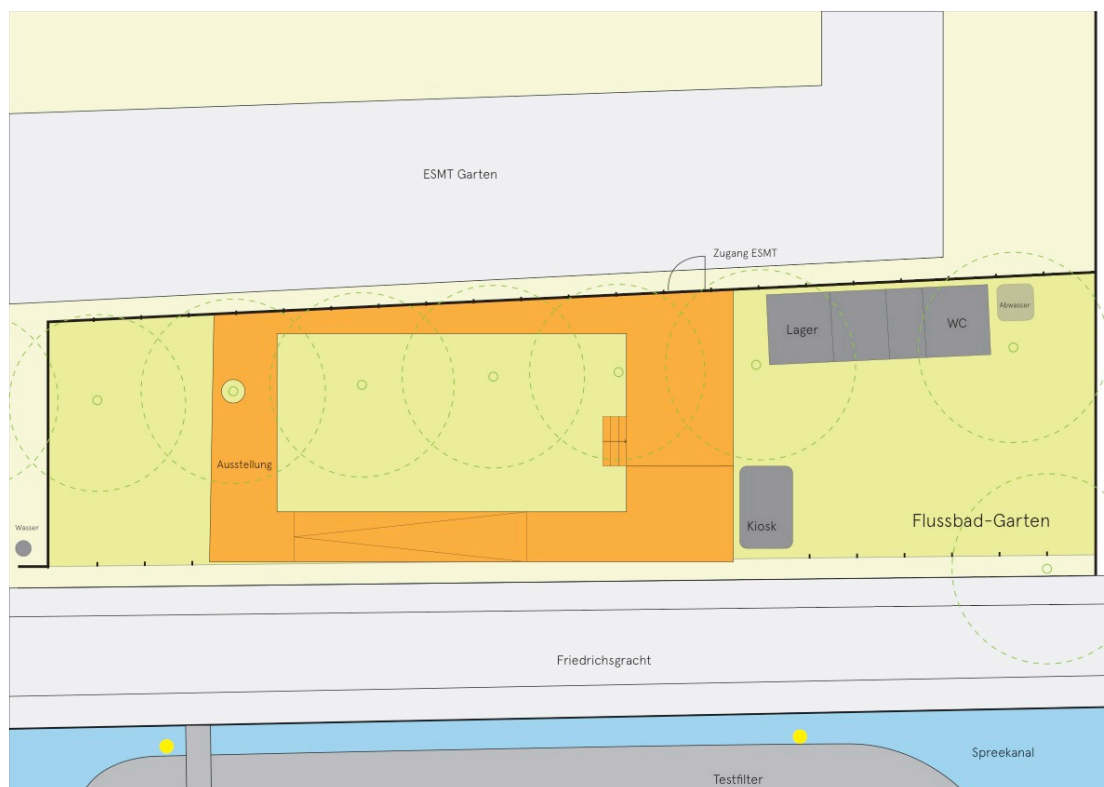 ESMT Garten
Zugang ESMT
Abwasser
Lager
WC
Ausstellung
Wasser
Kiosk
Flussbad-Garten
Friedrichsgracht
Spreekanal
Testfilter